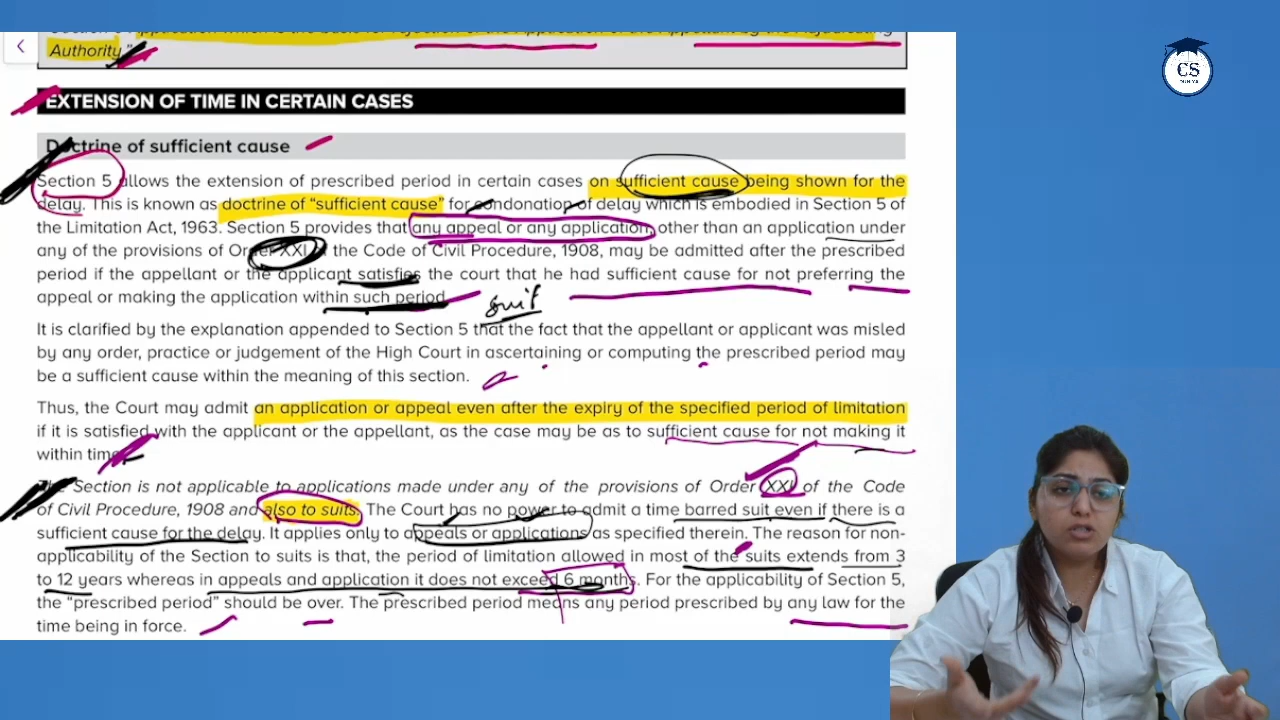 Authority."
EXTENSION OF TIME IN CERTAIN CASES
Doctrine of sufficient cause
Section 5 allows the extension of prescribed period in certain cases on sufficient cause being shown for the
delay. This is known as doctrine of "sufficient cause" for condonation of delay which is embodied in Section 5 of
the Limitation Act, 1963. Section 5 provides that any appeal or any application, other than an application under
any of the provisions of Order XXI of the Code of Civil Procedure, 1908, may be admitted after the prescribed
period if the appellant or the applicant satisfies the court that he had sufficient cause for not preferring the
appeal or making the application within such period.
suit
It is clarified by the explanation appended to Section 5 that the fact that the appellant or applicant was misled
by any order, practice or judgement of the High Court in ascertaining or computing the prescribed period may
be a sufficient cause within the meaning of this section.
Thus, the Court may admit an application or appeal even after the expiry of the specified period of limitation
if it is satisfied with the applicant or the appellant, as the case may be as to sufficient cause for not making it
within time.
The Section is not applicable to applications made under any of the provisions of Order XXI of the Code
of Civil Procedure, 1908 and also to suits. The Court has no power to admit a time barred suit even if there is a
sufficient cause for the delay. It applies only to appeals or applications as specified therein. The reason for non-
applicability of the Section to suits is that, the period of limitation allowed in most of the suits extends from 3
to 12 years whereas in appeals and application it does not exceed 6 months. For the applicability of Section 5,
the "prescribed period" should be over. The prescribed period means any period prescribed by any law for the
time being in force.
CS